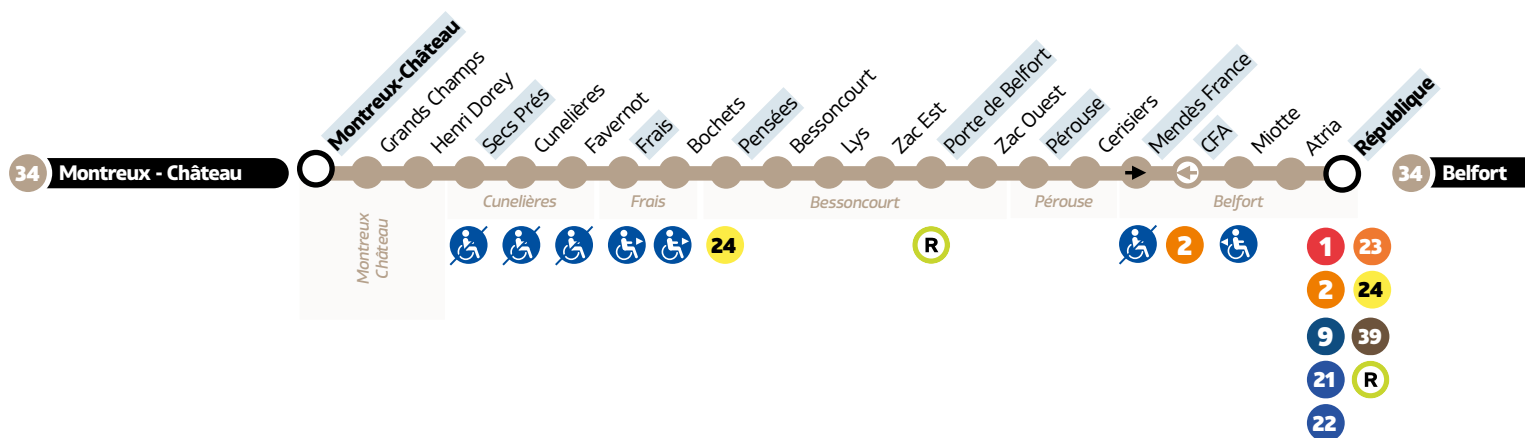 34 Montreux - Château
Montreux-Château
Grands Champs
Henri Dorey
Secs Prés
Cunelières
Favernot
Frais
Bochets
Pensées
Bessoncourt
Lys
Zac Est
Porte de Belfort
Zac Ouest
Pérouse
Cerisiers
Mendès France
CFA
Miotte
Atria
République
34 Belfort
Montreux
Château
Cunelières
Frais
Bessoncourt
Pérouse
Belfort
24
R
2
1 23
2 24
9 39
21 R
22